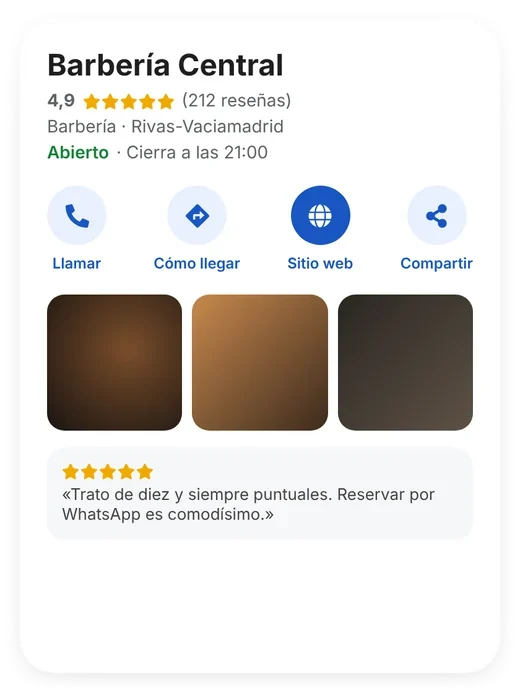 Barbería Central
4,9 ★★★★★ (212 reseñas)
Barbería · Rivas-Vaciamadrid
Abierto · Cierra a las 21:00
Llamar Cómo llegar Sitio web Compartir
★★★★★
«Trato de diez y siempre puntuales. Reservar por
WhatsApp es comodísimo.»